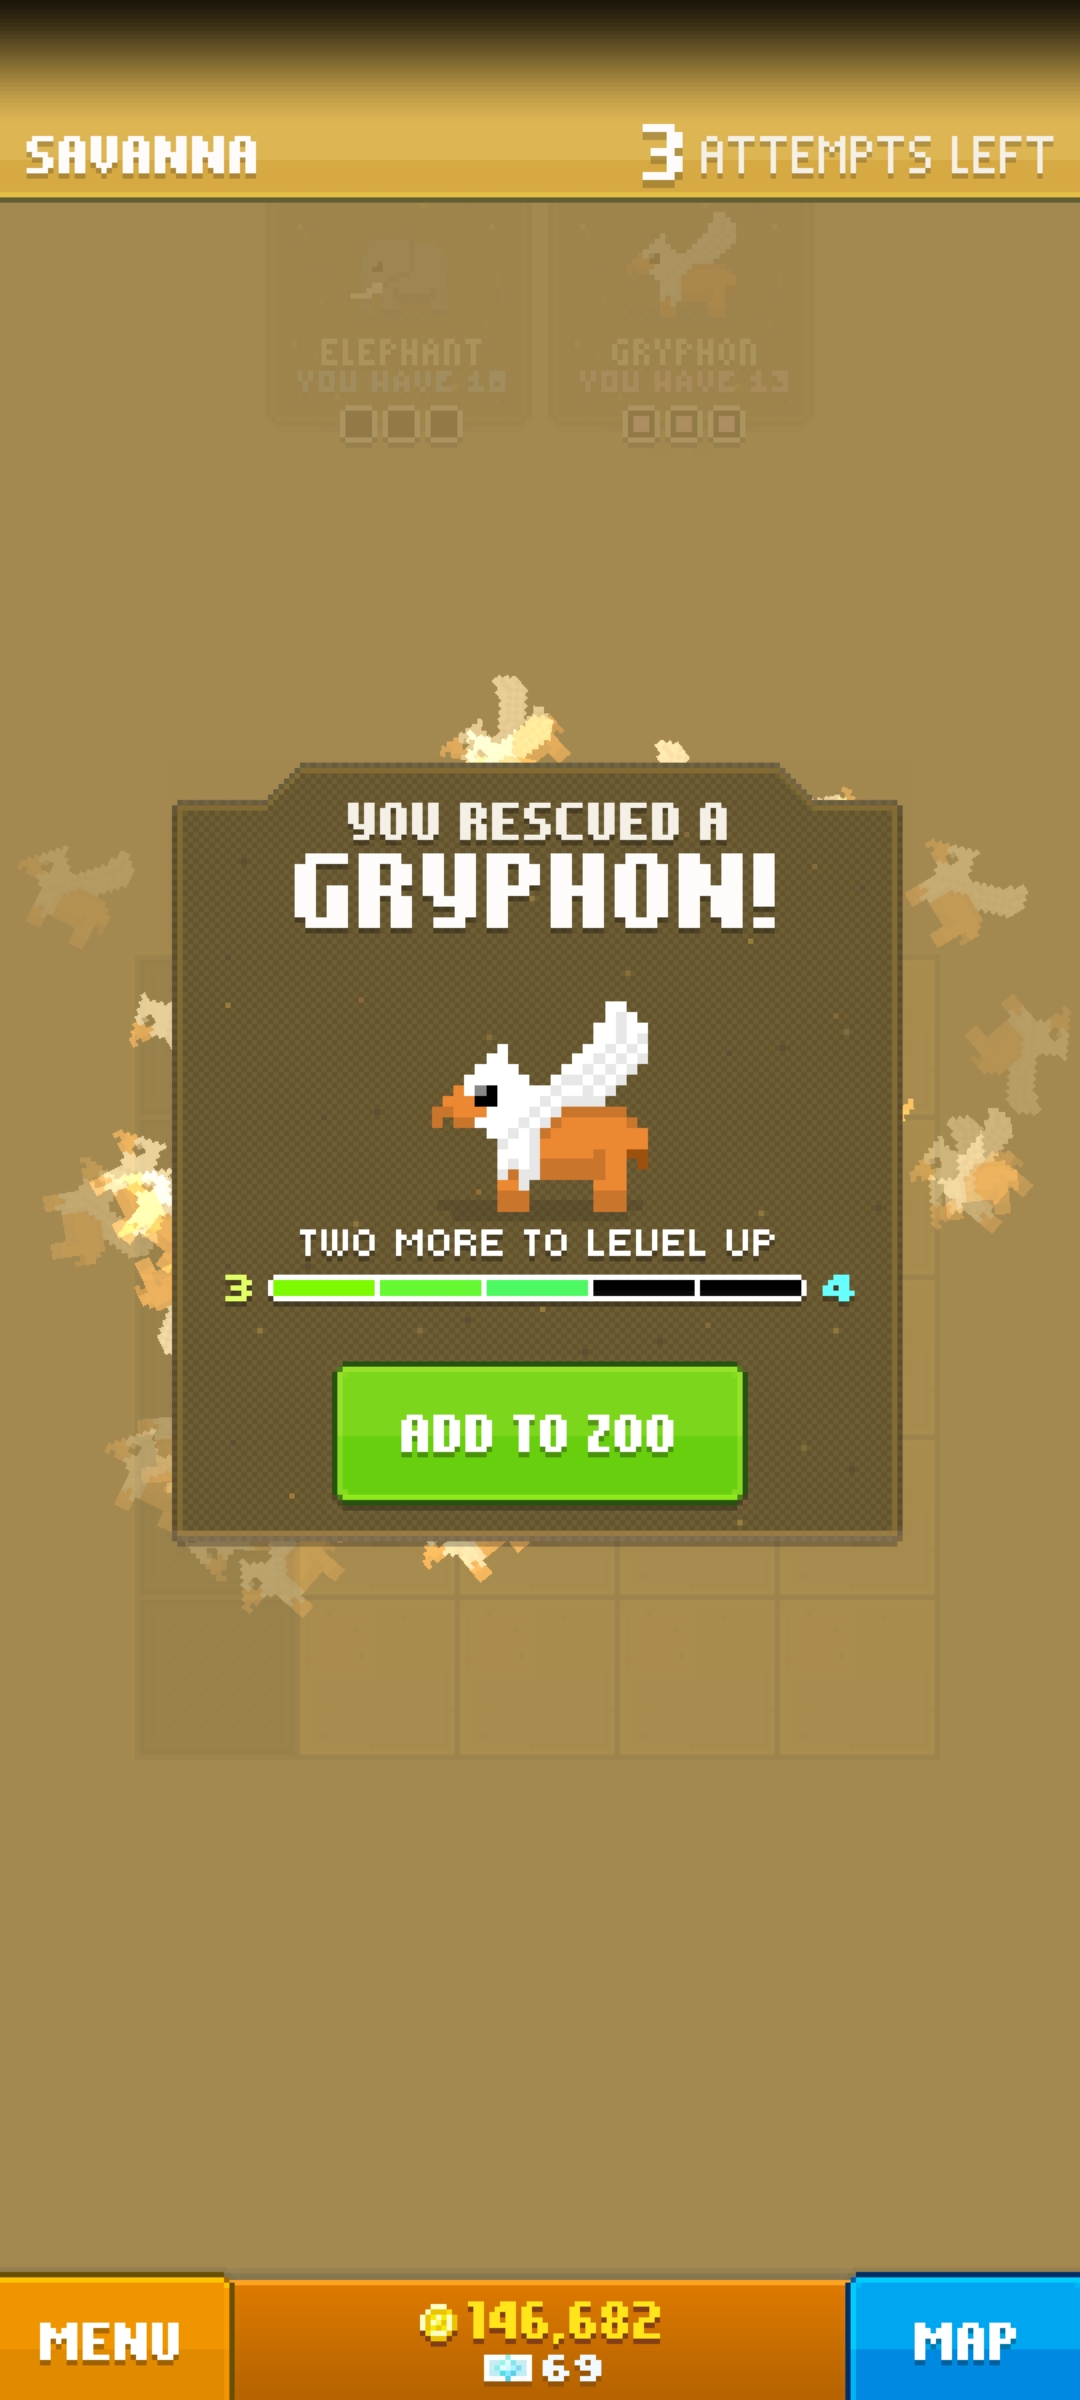 SAVANNA
3 ATTEMPTS LEFT
ELEPHANT
YOU HAVE 18
GRYPHON
YOU HAVE 13
YOU RESCUED A
GRYPHON!
TWO MORE TO LEVEL UP
3
4
ADD TO ZOO
MENU
146,682
69
MAP